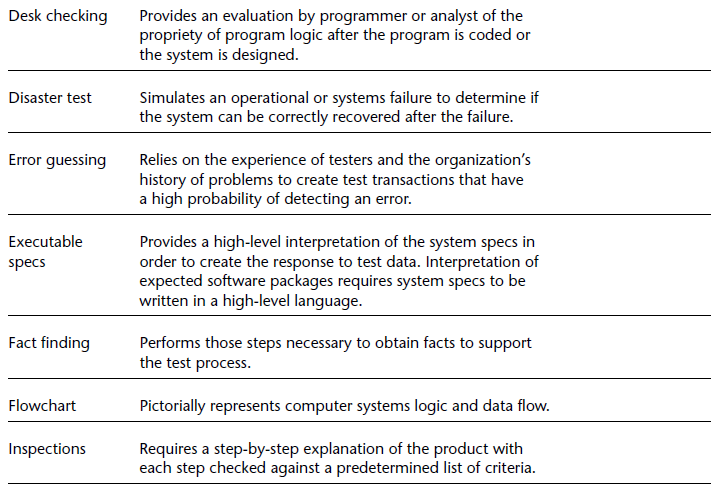 Desk checking Provides an evaluation by programmer or analyst of the
propriety of program logic after the program is coded or
the system is designed.
Disaster test Simulates an operational or systems failure to determine if
the system can be correctly recovered after the failure.
Error guessing Relies on the experience of testers and the organization's
history of problems to create test transactions that have
a high probability of detecting an error.
Executable Provides a high-level interpretation of the system specs in
specs order to create the response to test data. Interpretation of
expected software packages requires system specs to be
written in a high-level language.
Fact finding Performs those steps necessary to obtain facts to support
the test process.
Flowchart Pictorially represents computer systems logic and data flow.
Inspections Requires a step-by-step explanation of the product with
each step checked against a predetermined list of criteria.